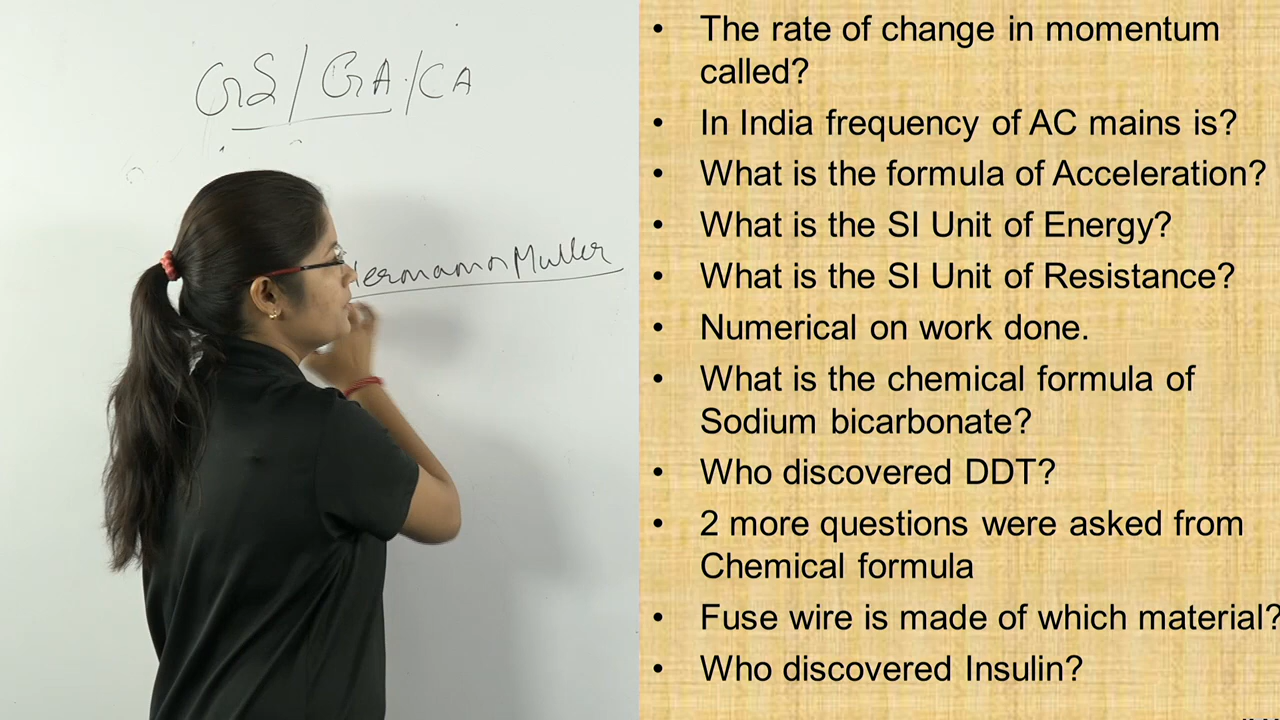 GS/GA/CA
Hermann Muller
• The rate of change in momentum
called?
• In India frequency of AC mains is?
• What is the formula of Acceleration?
• What is the SI Unit of Energy?
• What is the SI Unit of Resistance?
• Numerical on work done.
• What is the chemical formula of
Sodium bicarbonate?
• Who discovered DDT?
• 2 more questions were asked from
Chemical formula
• Fuse wire is made of which material?
• Who discovered Insulin?